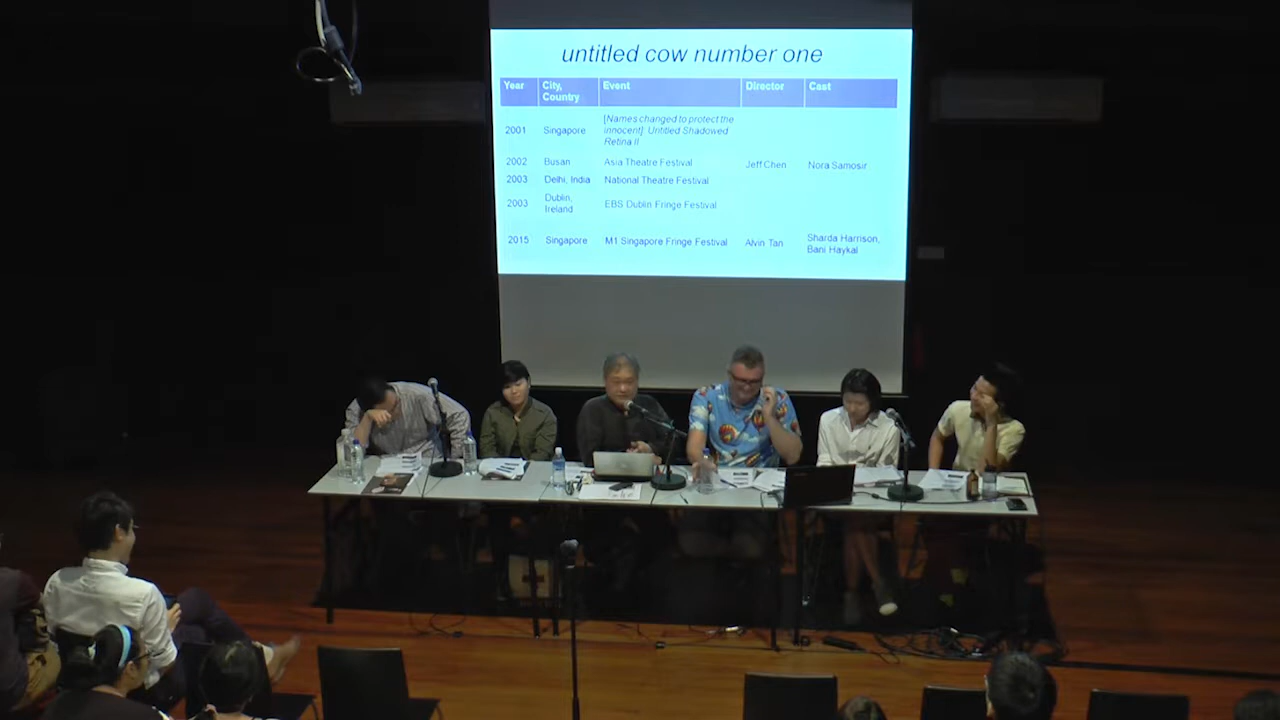 untitled cow number one
Year City, Country Event Director Cast
2001 Singapore [Names changed to protect the innocent] Untitled Shadowed Retina II
2002 Busan Asia Theatre Festival Jeff Chen Nora Samosir
2003 Delhi, India National Theatre Festival
2003 Dublin, Ireland EBS Dublin Fringe Festival
2015 Singapore M1 Singapore Fringe Festival Alvin Tan Sharda Harrison, Bani Haykal